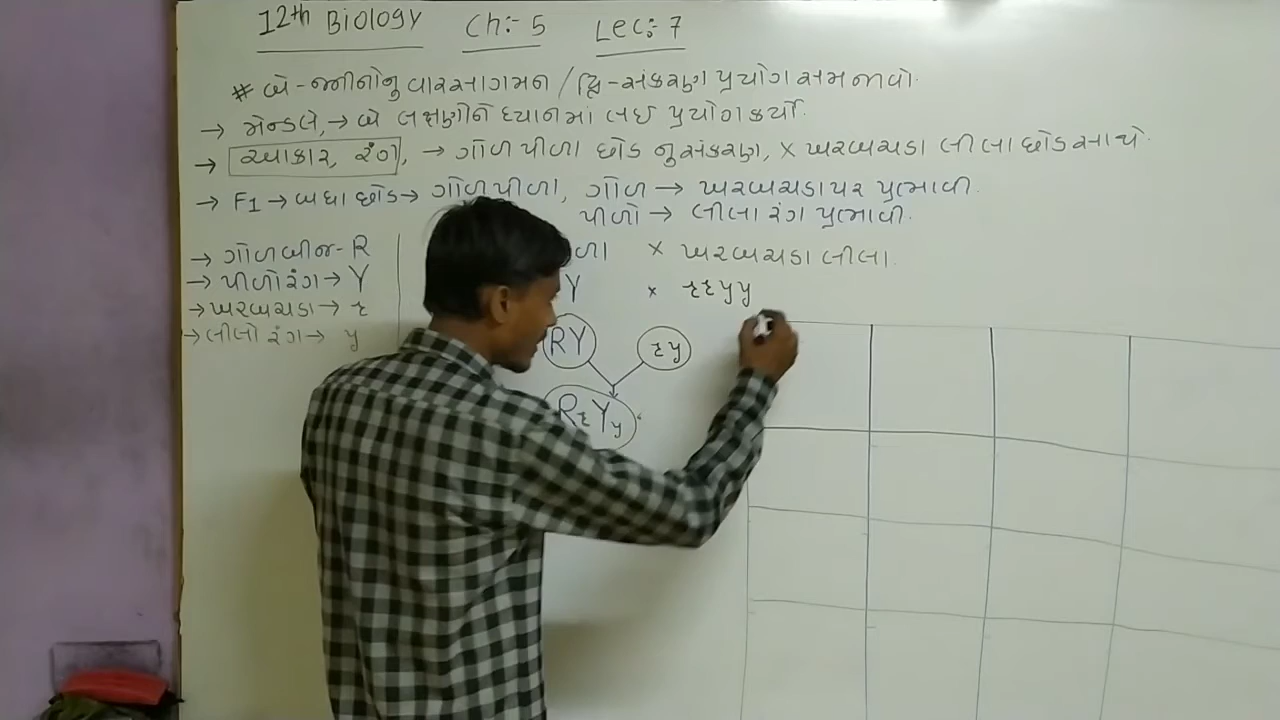 12th Biology Ch:- 5 Lec:- 7
# બે-જનીનોનુ વારસાગમન / દ્વિ-સંકરણ પ્રયોગ સમજાવો.
→ મેન્ડલે, → બે લક્ષણોને ધ્યાનમાં લઈ પ્રયોગ કર્યો.
→ આકાર, રંગ, → ગોળ પીળા છોડ નુ સંકરણ, × ખરબચડા લીલા છોડ સાથે.
→ F1 → બધા છોડ → ગોળ પીળા, ગોળ → ખરબચડા પર પ્રભાવી.
પીળો → લીલા રંગ પ્રભાવી.
→ ગોળ બીજ- R
→ પીળો રંગ → Y
→ ખરબચડા → r
→ લીલો રંગ → y
ળા × ખરબચડા લીલા.
Y × rryy
RY ry
RrYy